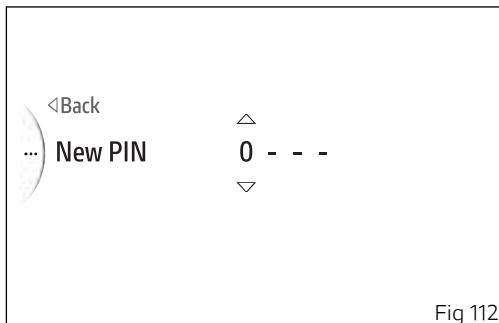 ◁Back
... New PIN 0 - - -
Fig 112